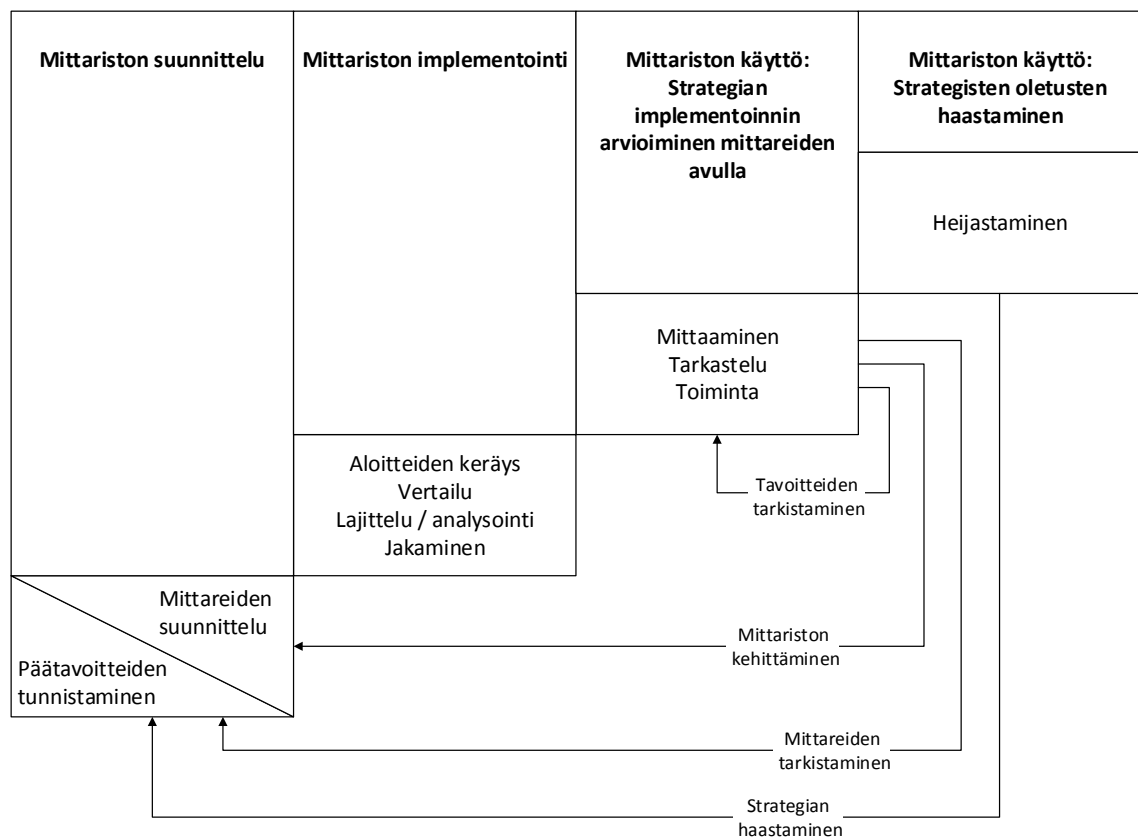 Mittariston suunnittelu
Mittariston implementointi
Mittariston käyttö:
Strategian
implementoinnin
arvioiminen mittareiden
avulla
Mittariston käyttö:
Strategisten oletusten
haastaminen
Heijastaminen
Mittaaminen
Tarkastelu
Toiminta
Aloitteiden keräys
Vertailu
Lajittelu / analysointi
Jakaminen
Tavoitteiden
tarkistaminen
Mittareiden
suunnittelu
Päätavoitteiden
tunnistaminen
Mittariston
kehittäminen
Mittareiden
tarkistaminen
Strategian
haastaminen